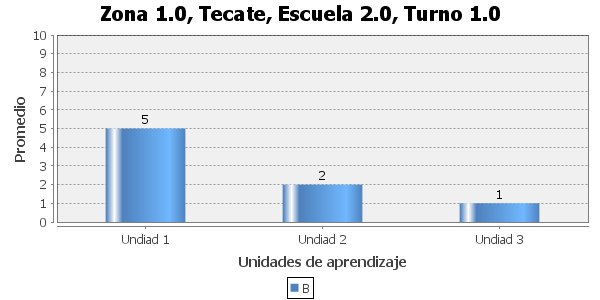 Zona 1.0, Tecate, Escuela 2.0, Turno 1.0
10
9
8
7
6
5
4
3
2
1
0
Promedio
5
2
1
Undiad 1
Undiad 2
Undiad 3
Unidades de aprendizaje
B